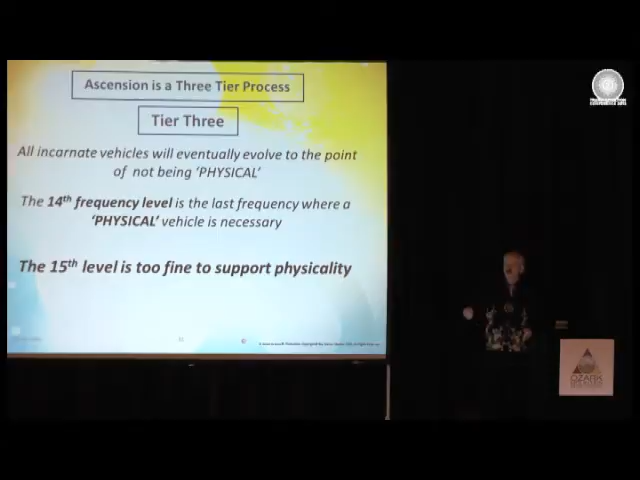 Ascension is a Three Tier Process
Tier Three
All incarnate vehicles will eventually evolve to the point
of not being ‘PHYSICAL’
The 14th frequency level is the last frequency where a
‘PHYSICAL’ vehicle is necessary
The 15th level is too fine to support physicality
OZARK